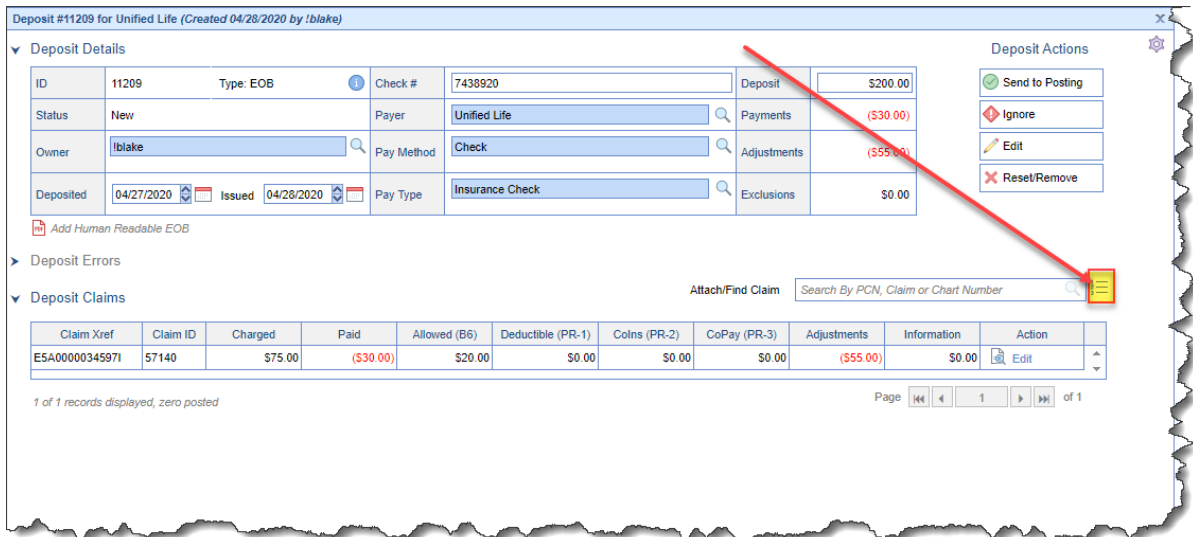 Deposit #11209 for Unified Life (Created 04/28/2020 by !blake) X
Deposit Details
Deposit Actions
ID 11209 Type: EOB Check # 7438920 Deposit $200.00
Send to Posting
Status New Payer Unified Life Payments ($30.00)
Ignore
Owner !blake Pay Method Check Adjustments ($55.00)
Edit
Reset/Remove
Deposited 04/27/2020 Issued 04/28/2020 Pay Type Insurance Check Exclusions $0.00
PDF Add Human Readable EOB
Deposit Errors
Attach/Find Claim Search By PCN, Claim or Chart Number
Deposit Claims
Claim Xref Claim ID Charged Paid Allowed (B6) Deductible (PR-1) CoIns (PR-2) CoPay (PR-3) Adjustments Information Action
E5A0000034597I 57140 $75.00 ($30.00) $20.00 $0.00 $0.00 $0.00 ($55.00) $0.00 Edit
1 of 1 records displayed, zero posted
Page 1 of 1